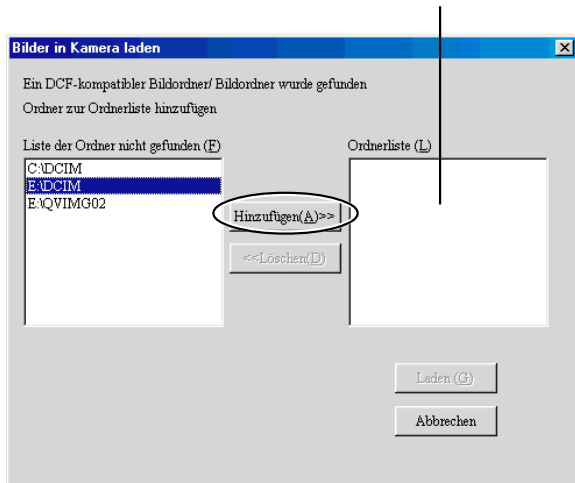 Bilder in Kamera laden
Ein DCF-kompatibler Bildordner/ Bildordner wurde gefunden
Ordner zur Ordnerliste hinzufügen
Liste der Ordner nicht gefunden (F)
Ordnerliste (L)
C:\DCIM
E:\DCIM
E:\QVIMG02
Hinzufügen(A)>>
<<Löschen(D)
Laden (G)
Abbrechen